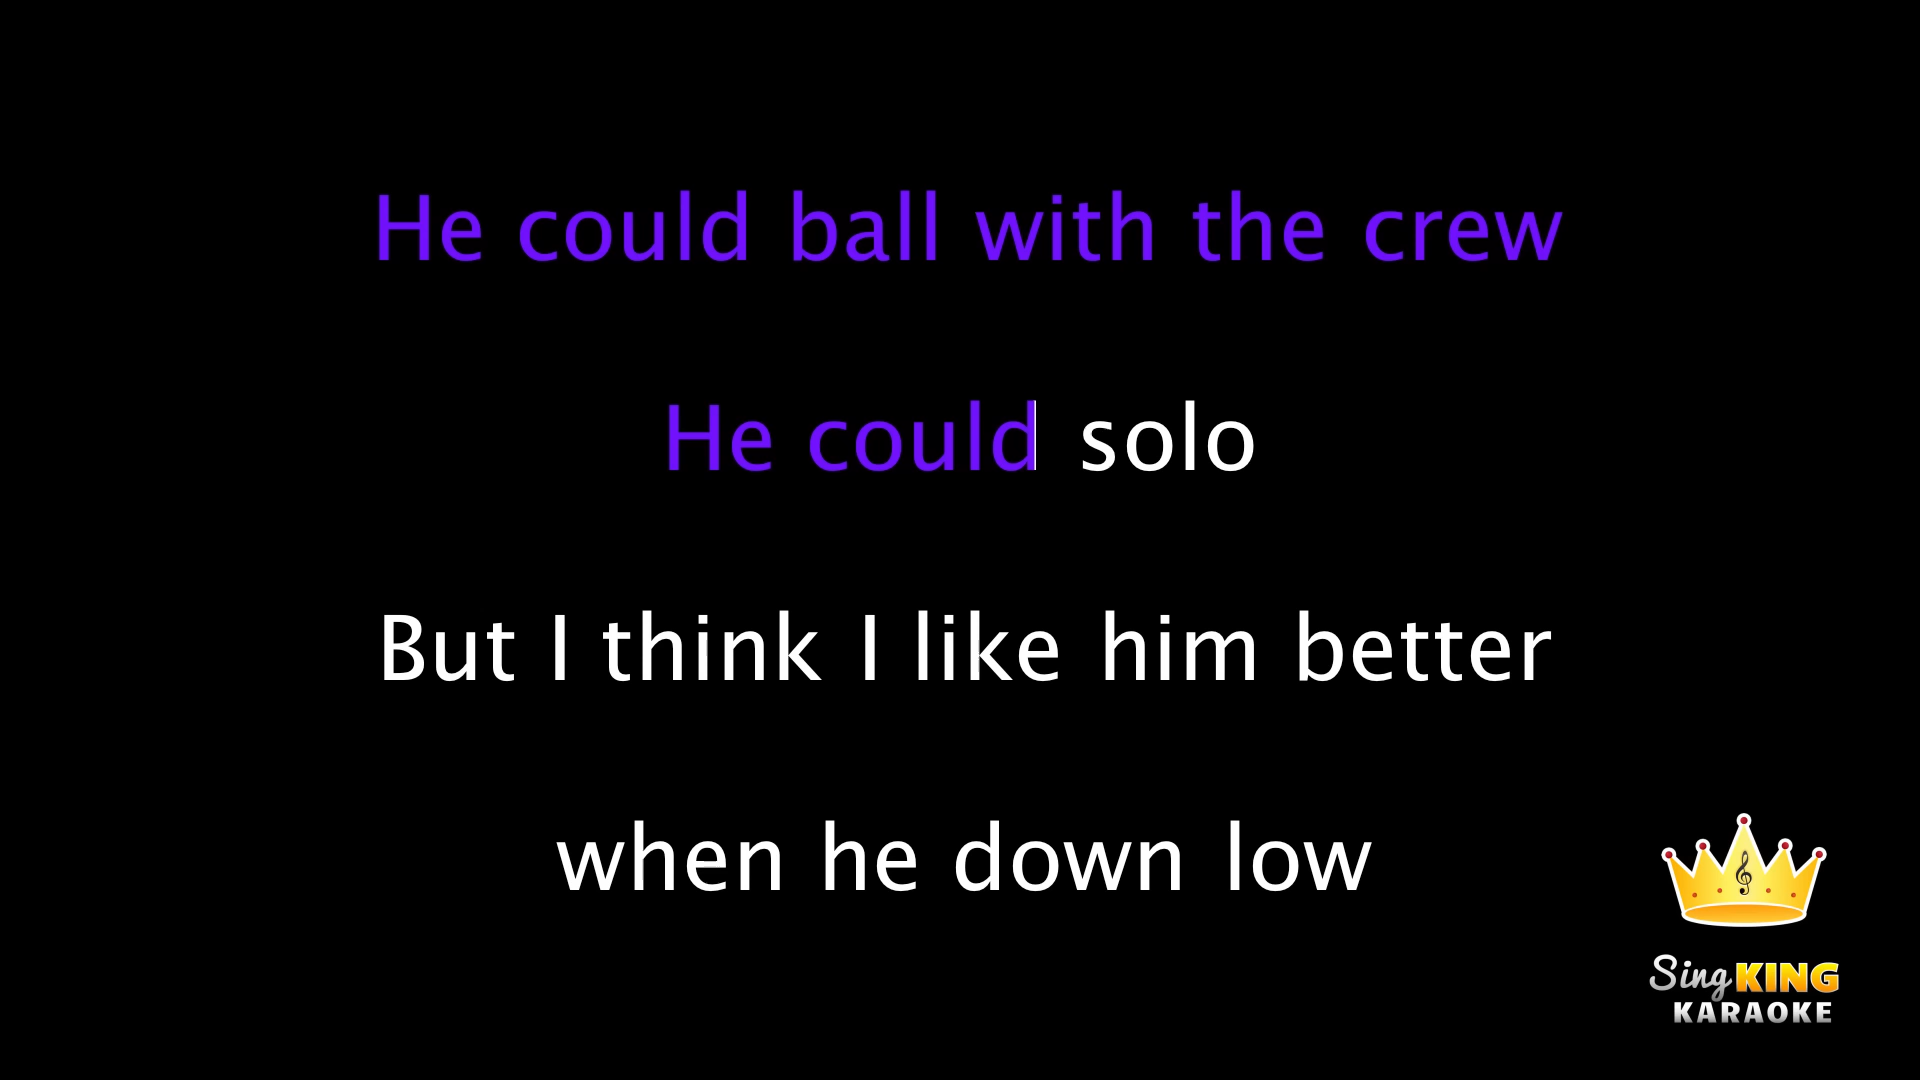 He could ball with the crew
He could solo
But I think I like him better
when he down low
Sing KING
KARAOKE